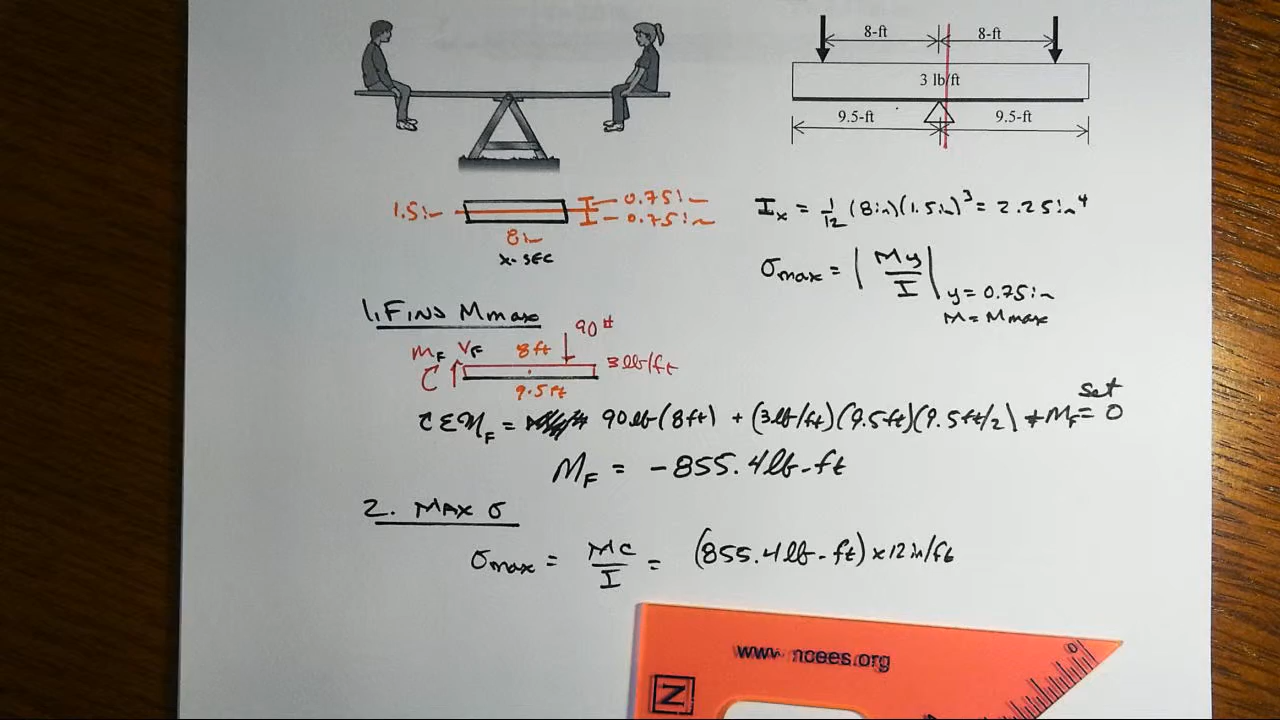 8-ft 8-ft
3 lb/ft
9.5-ft 9.5-ft
1.5in 0.75in
0.75in
8in
x-sec
Ix = 1/12 (8in)(1.5in)³ = 2.25in⁴
σmax = | My/I | y = 0.75in
M = Mmax
1. FIND Mmax
90#
MF VF 8ft 3lb/ft
9.5ft
ΣMF = 90lb(8ft) + (3lb/ft)(9.5ft)(9.5ft/2) + MF = 0
set
MF = -855.4lb-ft
2. MAX σ
σmax = Mc/I = (855.4lb-ft) x 12in/ft
www.ncees.org
N
0